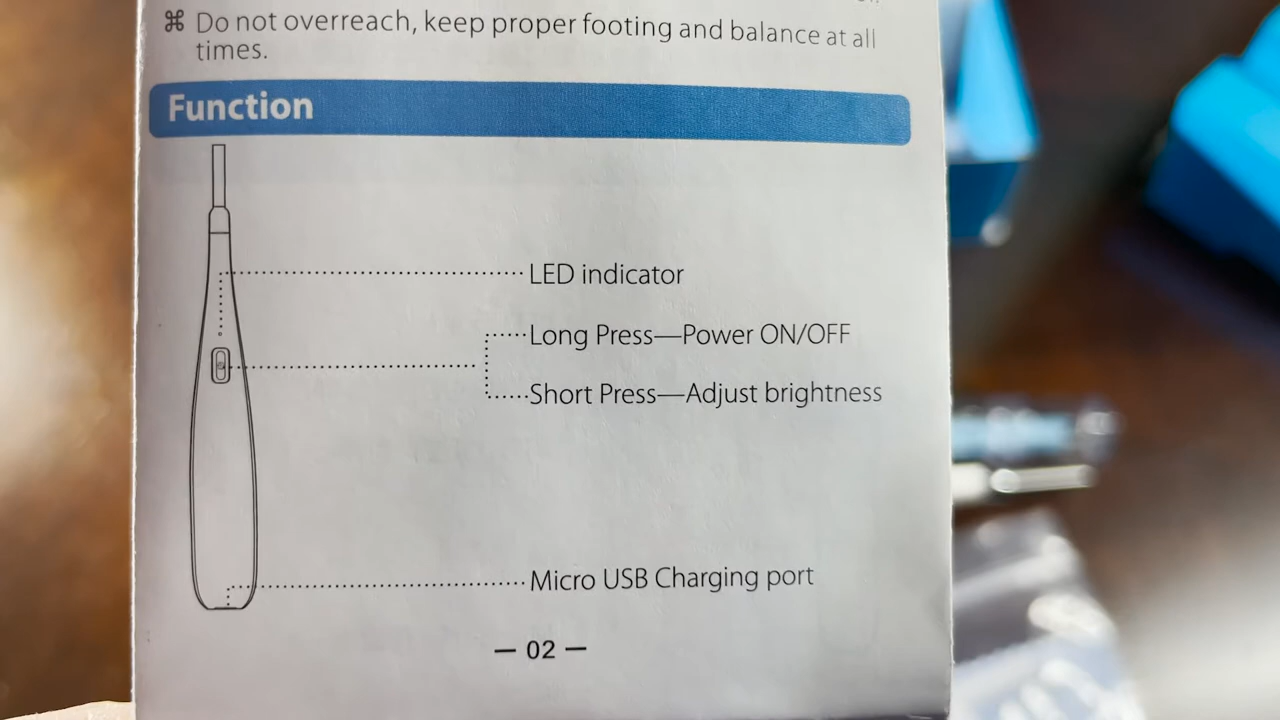 ⌘ Do not overreach, keep proper footing and balance at all
times.
Function
LED indicator
Long Press—Power ON/OFF
Short Press—Adjust brightness
Micro USB Charging port
— 02 —